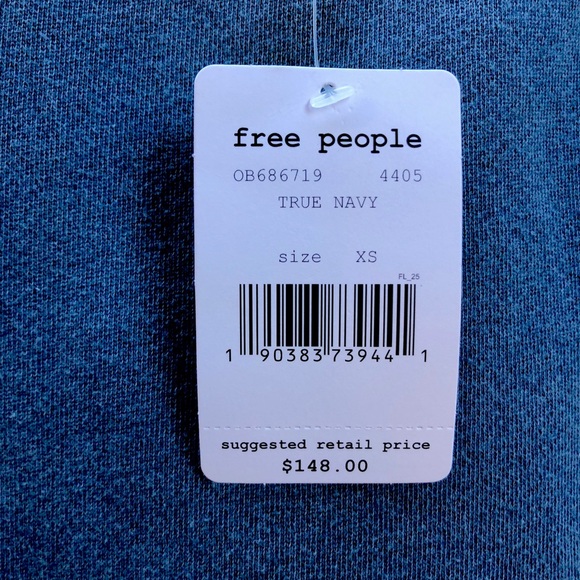 free people
OB686719 4405
TRUE NAVY
size XS
FL_25
1 90383 73944 1
suggested retail price
$148.00